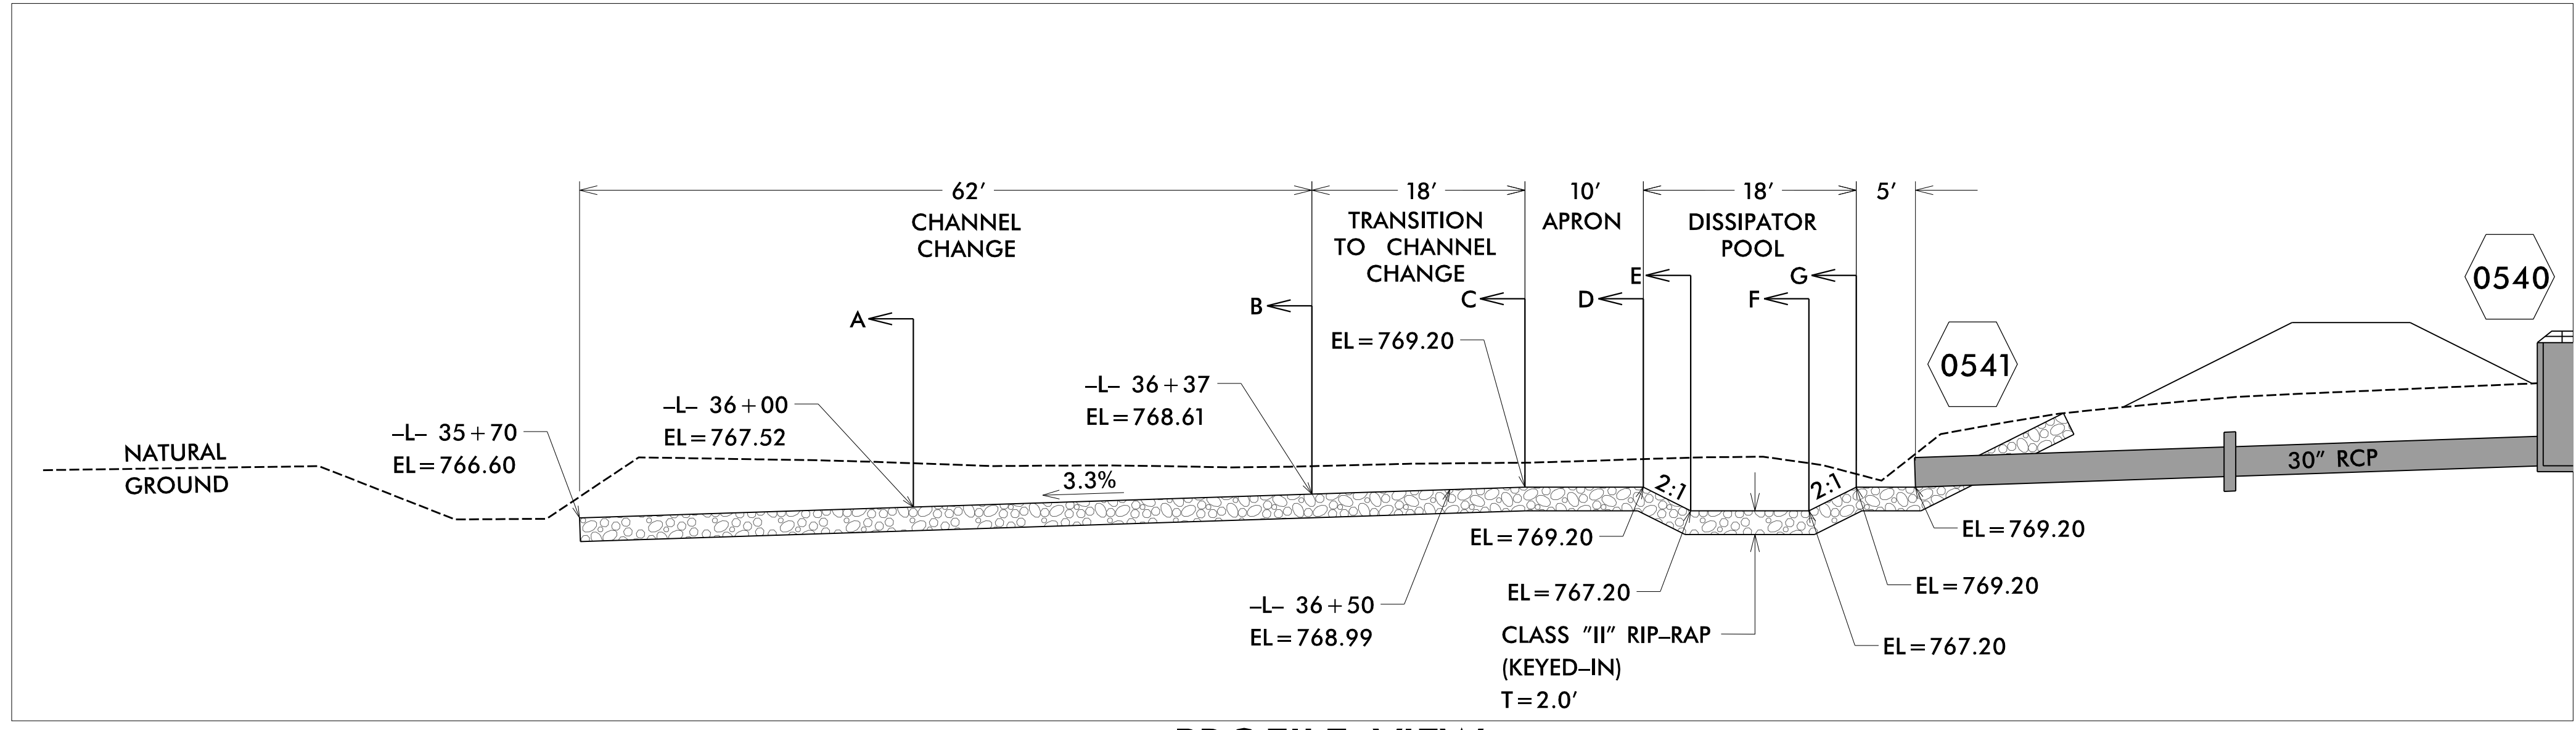 62'
CHANNEL
CHANGE
18'
TRANSITION
TO CHANNEL
CHANGE
10'
APRON
18'
DISSIPATOR
POOL
5'
A
B
C
D
E
F
G
0540
0541
EL=769.20
–L– 36+37
EL=768.61
–L– 36+00
EL=767.52
–L– 35+70
EL=766.60
NATURAL
GROUND
3.3%
2:1
2:1
30" RCP
EL=769.20
EL=769.20
EL=767.20
EL=769.20
–L– 36+50
EL=768.99
CLASS "II" RIP–RAP
(KEYED–IN)
T=2.0'
EL=767.20
PROFILE VIEW